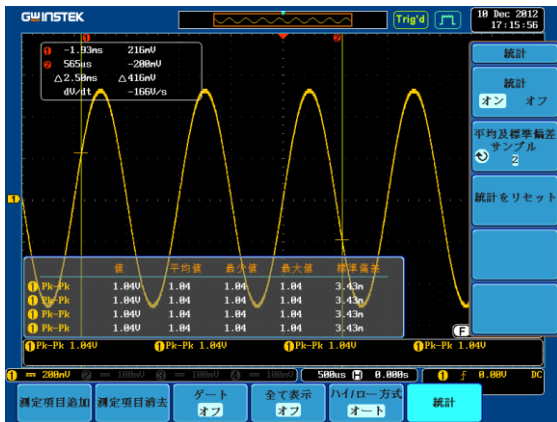 GWINSTEK
Trig'd
10 Dec 2012
17:15:56
1 -1.93ms 216mV
2 565us -200mV
△2.50ms △416mV
dV/dt -166V/s
統計
統計
オン オフ
平均及標準偏差
サンプル
2
統計をリセット
値 平均値 最少値 最大値 標準偏差
1 Pk-Pk 1.04V 1.04 1.04 1.04 3.43m
1 Pk-Pk 1.04V 1.04 1.04 1.04 3.43m
1 Pk-Pk 1.04V 1.04 1.04 1.04 3.43m
1 Pk-Pk 1.04V 1.04 1.04 1.04 3.43m
F
1 Pk-Pk 1.04V 1 Pk-Pk 1.04V 1 Pk-Pk 1.04V 1 Pk-Pk 1.04V
1 200mV 2 100mV 3 100mV 4 100mV 500us H 0.000s 1 0.00V DC
測定項目追加 測定項目消去 ゲート オフ 全て表示 オフ ハイ/ロー方式 オート 統計